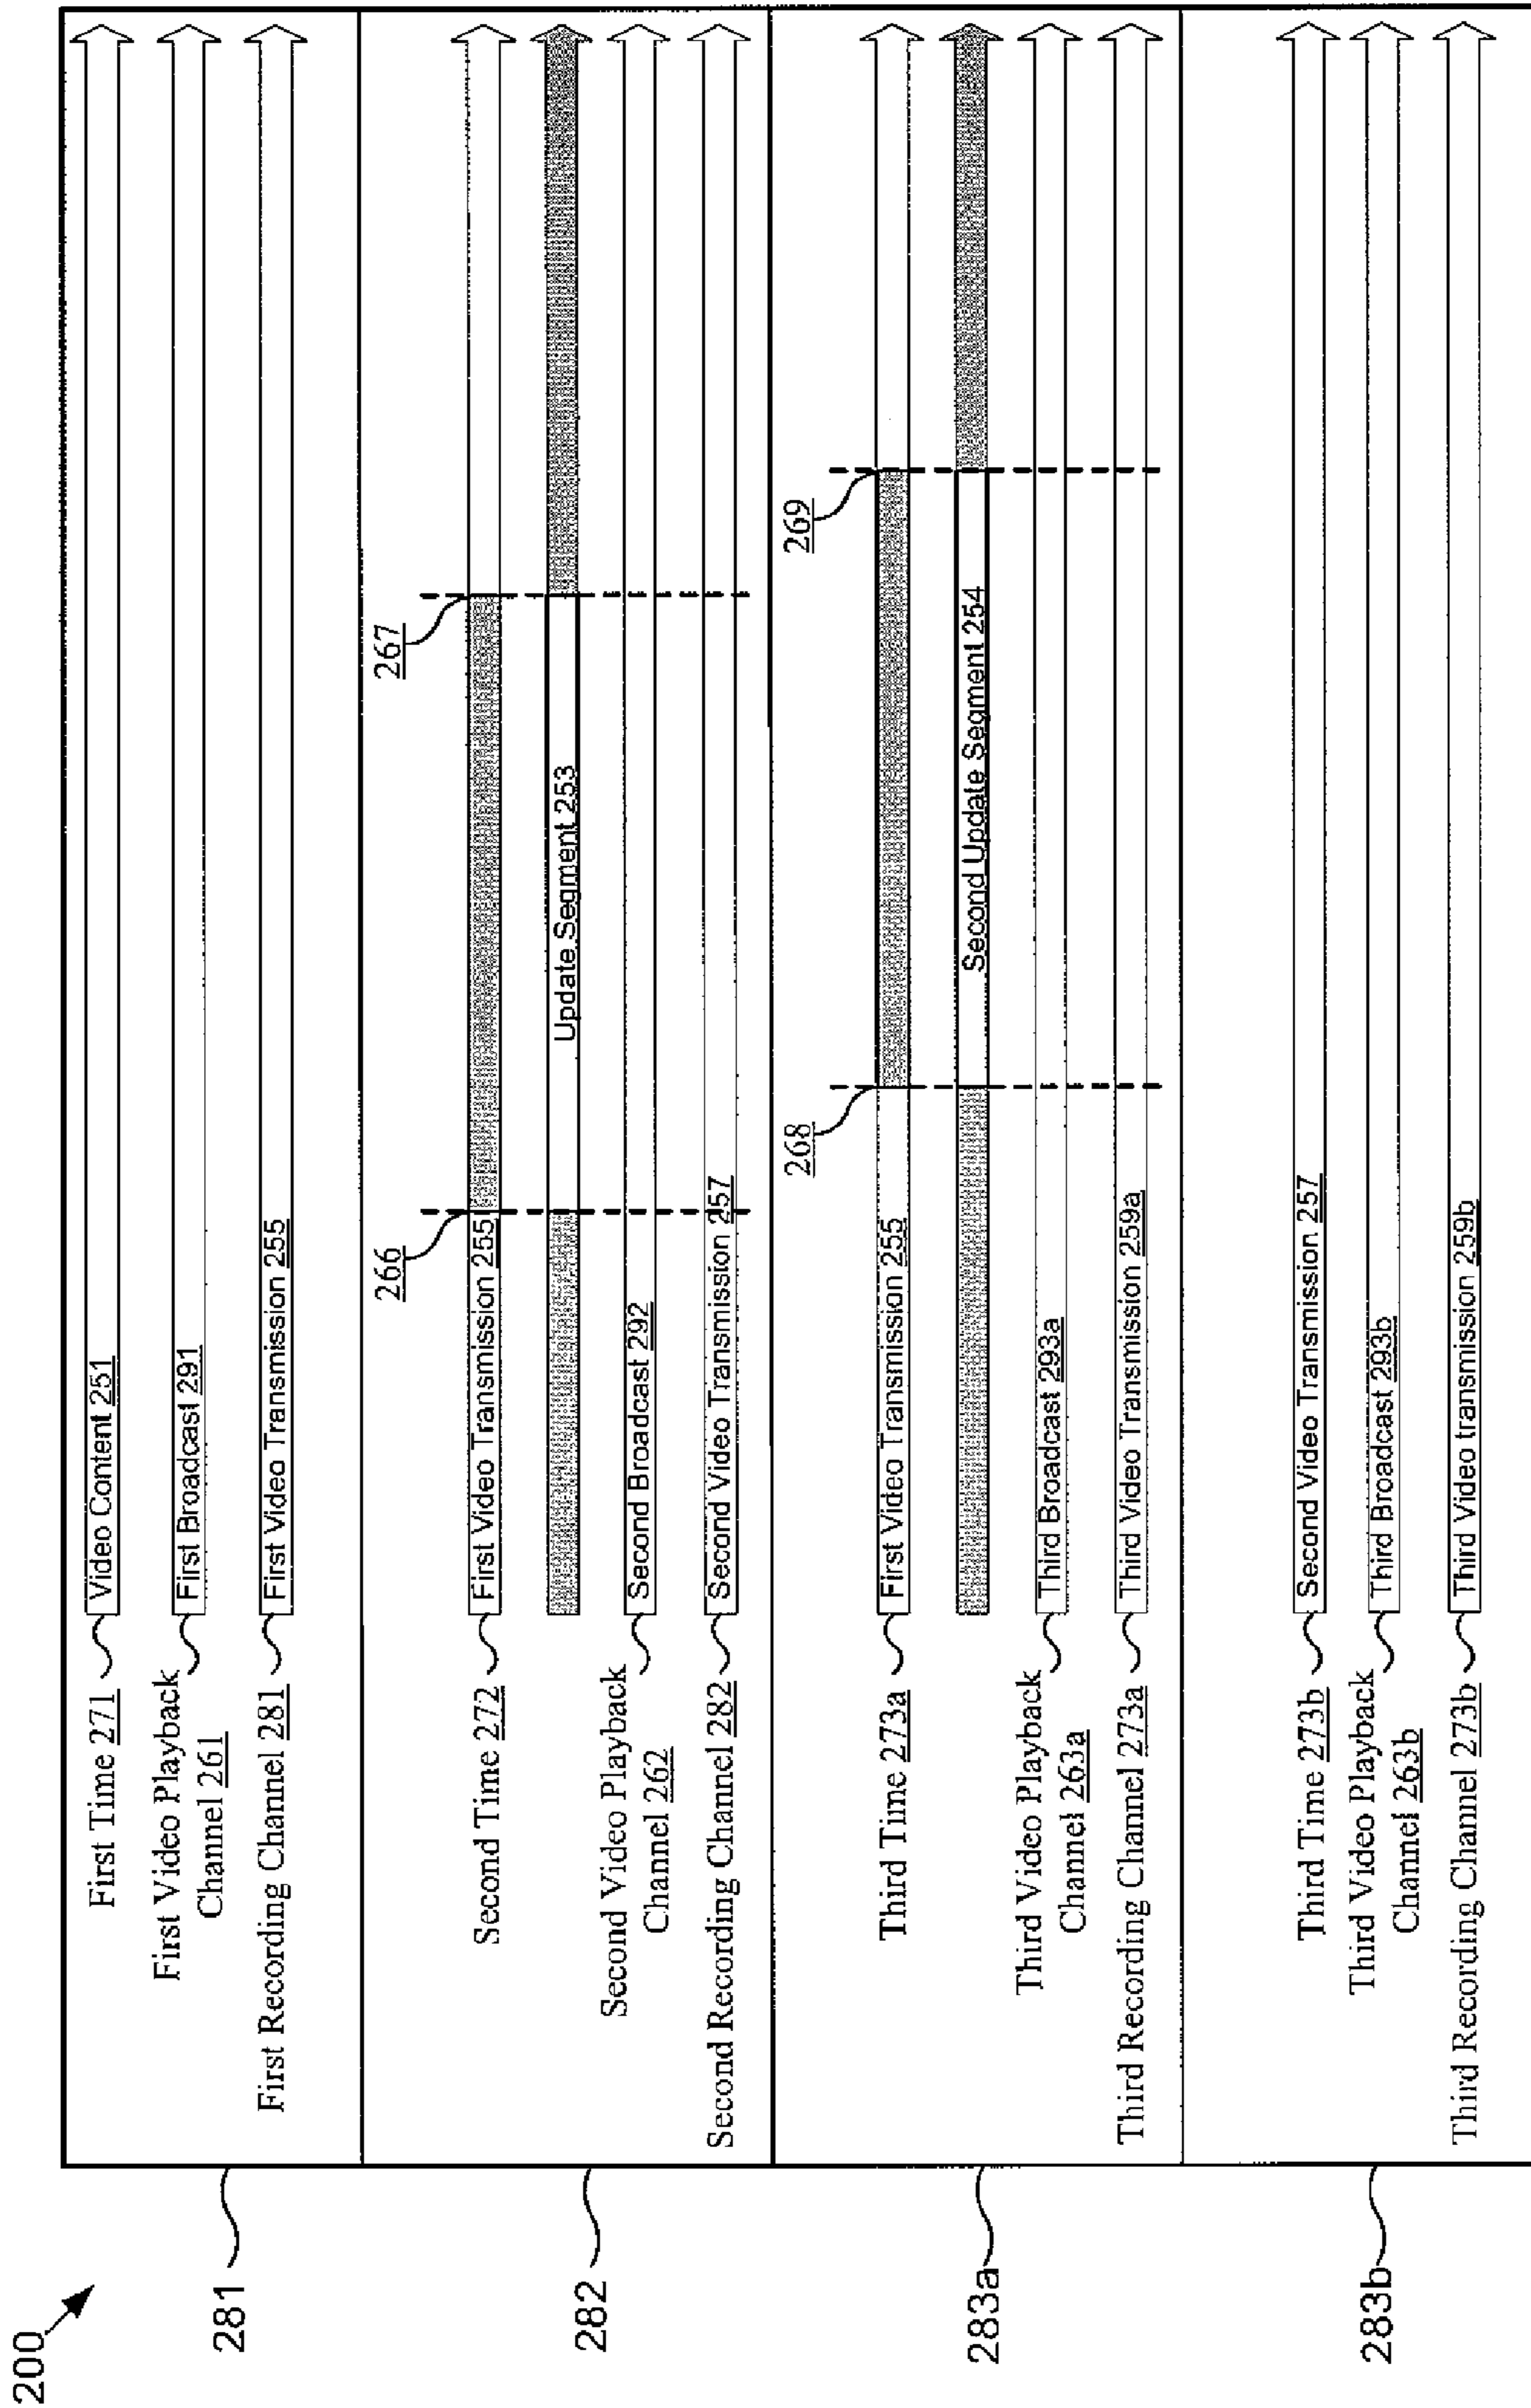 200
281
First Time 271
Video Content 251
First Video Playback
Channel 261
First Broadcast 291
First Recording Channel 281
First Video Transmission 255
282
266
267
Second Time 272
First Video Transmission 255
Update Segment 253
Second Video Playback
Channel 262
Second Broadcast 292
Second Recording Channel 282
Second Video Transmission 257
283a
268
269
Third Time 273a
First Video Transmission 255
Second Update Segment 254
Third Video Playback
Channel 263a
Third Broadcast 293a
Third Recording Channel 273a
Third Video Transmission 259a
283b
Third Time 273b
Second Video Transmission 257
Third Video Playback
Channel 263b
Third Broadcast 293b
Third Recording Channel 273b
Third Video transmission 259b